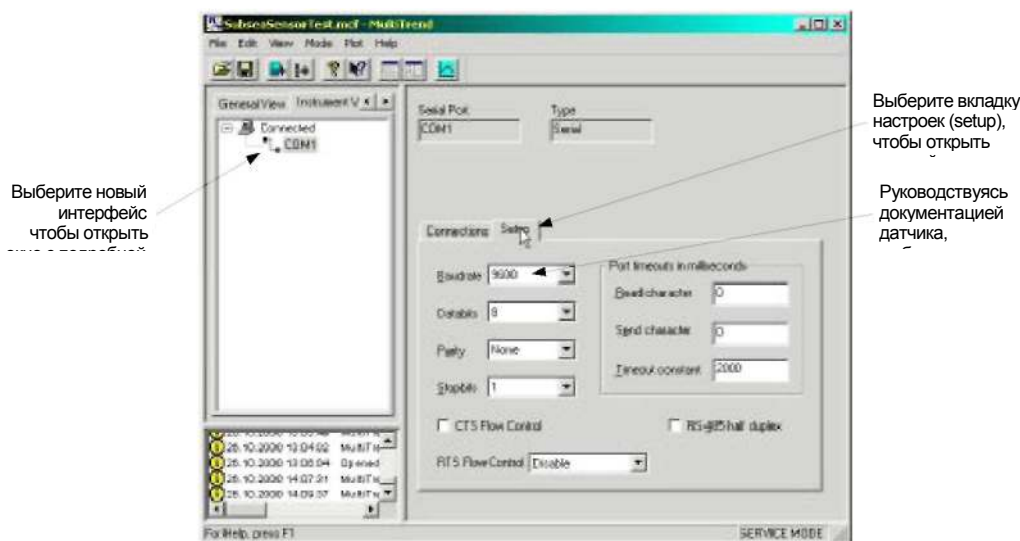 SubseaSensorTest.mcf - MultiTrend
File Edit View Mode Plot Help
General View Instrument V
Connected
COM1
Serial Port
COM1
Type
Serial
Connections Setup
Baudrate 9600
Databits 8
Parity None
Stopbits 1
Port timeouts in milliseconds
Read character 0
Send character 0
Timeout constant 2000
CTS Flow Control
RS-485 half duplex
RTS Flow Control Disable
26.10.2000 13:04:02 MultiTr
26.10.2000 13:08:04 Opened
26.10.2000 14:07:31 MultiTr
26.10.2000 14:09:37 MultiTr
For Help, press F1
SERVICE MODE
Выберите новый
интерфейс
чтобы открыть
Выберите вкладку
настроек (setup),
чтобы открыть
Руководствуясь
документацией
датчика,